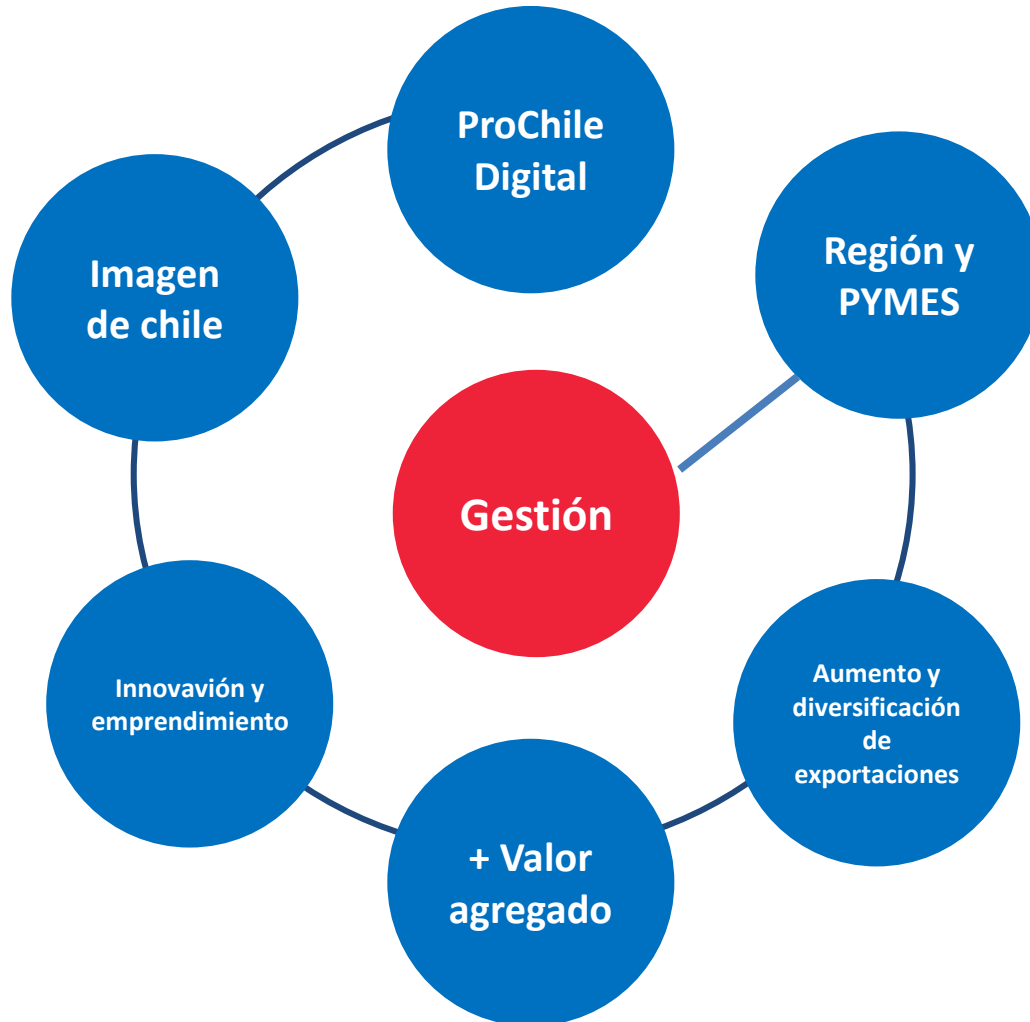 ProChile
Digital
Región y
PYMES
Imagen
de chile
Gestión
Innovavión y
emprendimiento
Aumento y
diversificación
de
exportaciones
+ Valor
agregado